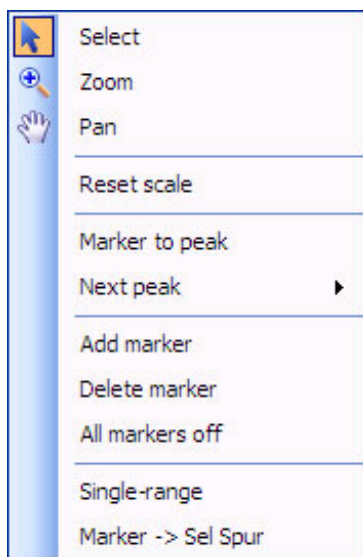 Select
Zoom
Pan
Reset scale
Marker to peak
Next peak
Add marker
Delete marker
All markers off
Single-range
Marker -> Sel Spur